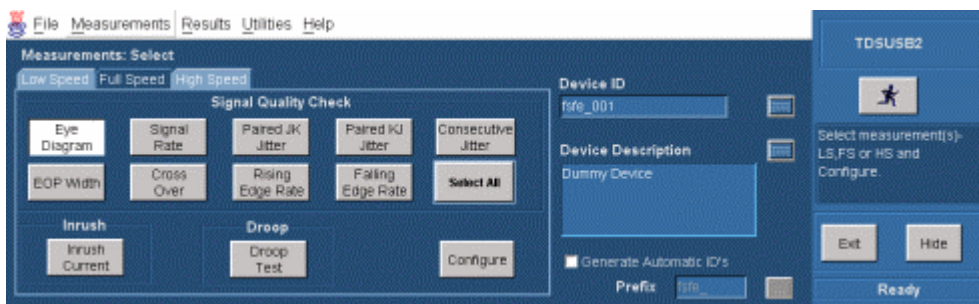 File Measurements Results Utilities Help
Measurements: Select
Low Speed Full Speed High Speed
Signal Quality Check
Eye Diagram
Signal Rate
Paired JK Jitter
Paired KJ Jitter
Consecutive Jitter
EOP Width
Cross Over
Rising Edge Rate
Falling Edge Rate
Select All
Inrush
Inrush Current
Droop
Droop Test
Configure
Device ID
fsfe_001
Device Description
Dummy Device
Generate Automatic ID's
Prefix fsfe_
TDSUSB2
Select measurement(s)-
LS,FS or HS and
Configure.
Exit
Hide
Ready